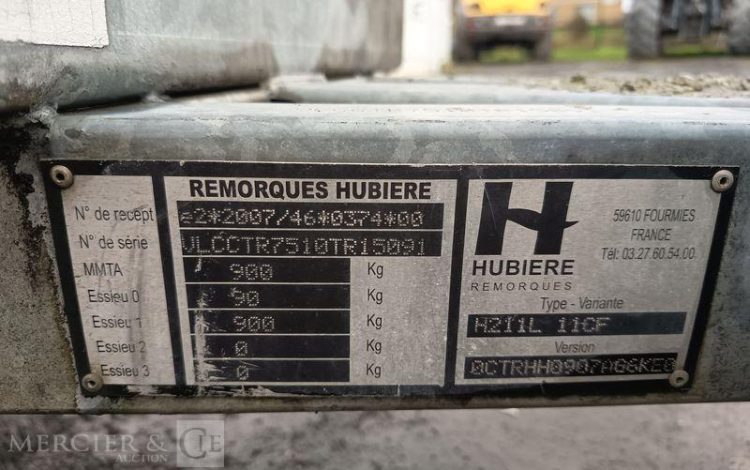 REMORQUES HUBIERE
N° de recept e2*2007/46*0374*00
N° de série VLCCTR7510TR15091
MMTA 900 Kg
Essieu 0 90 Kg
Essieu 1 900 Kg
Essieu 2 0 Kg
Essieu 3 0 Kg
H
HUBIERE
REMORQUES
59610 FOURMIES
FRANCE
Tél: 03.27.60.54.00
Type - Variante
H211L 11CF
Version
MERCIER & CIE
AUCTION